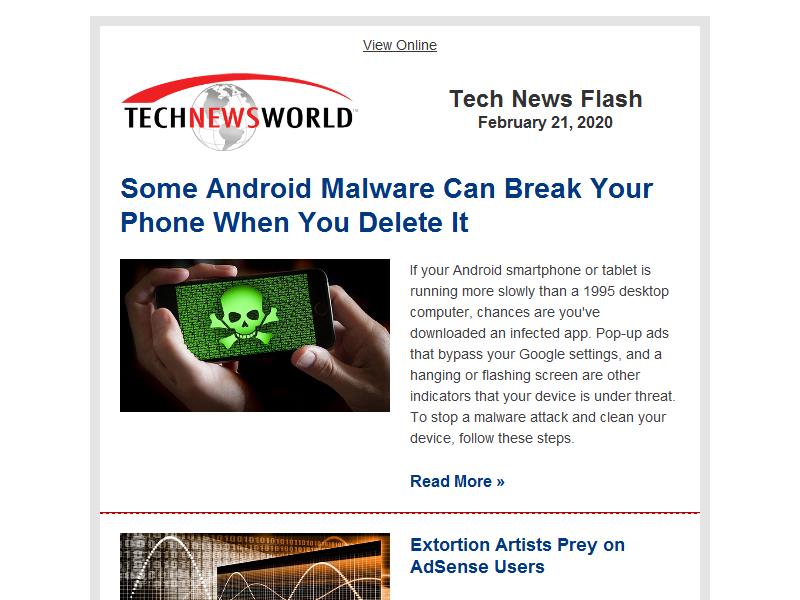 View Online
TECHNEWSWORLD
Tech News Flash
February 21, 2020
Some Android Malware Can Break Your
Phone When You Delete It
If your Android smartphone or tablet is
running more slowly than a 1995 desktop
computer, chances are you've
downloaded an infected app. Pop-up ads
that bypass your Google settings, and a
hanging or flashing screen are other
indicators that your device is under threat.
To stop a malware attack and clean your
device, follow these steps.
Read More »
Extortion Artists Prey on
AdSense Users